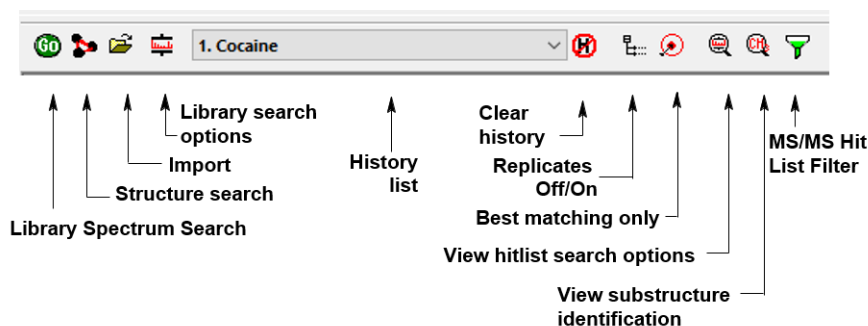 Go
1. Cocaine
H
CH3
Library search
options
Import
Structure search
Library Spectrum Search
History
list
Clear
history
Replicates
Off/On
Best matching only
View hitlist search options
View substructure
identification
MS/MS Hit
List Filter